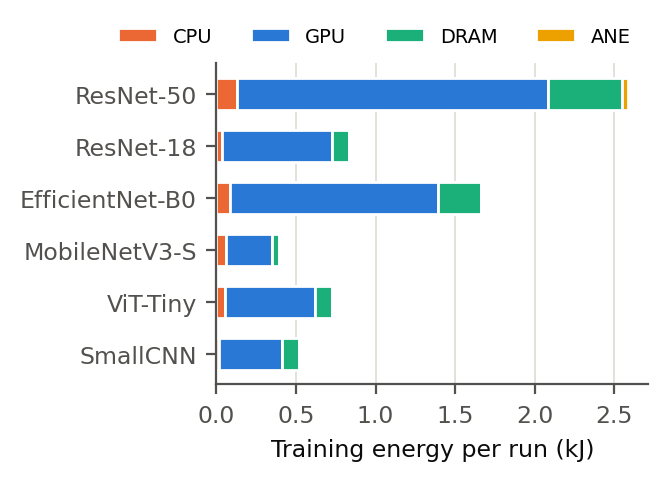 CPU GPU DRAM ANE
ResNet-50
ResNet-18
EfficientNet-B0
MobileNetV3-S
ViT-Tiny
SmallCNN
0.0 0.5 1.0 1.5 2.0 2.5
Training energy per run (kJ)